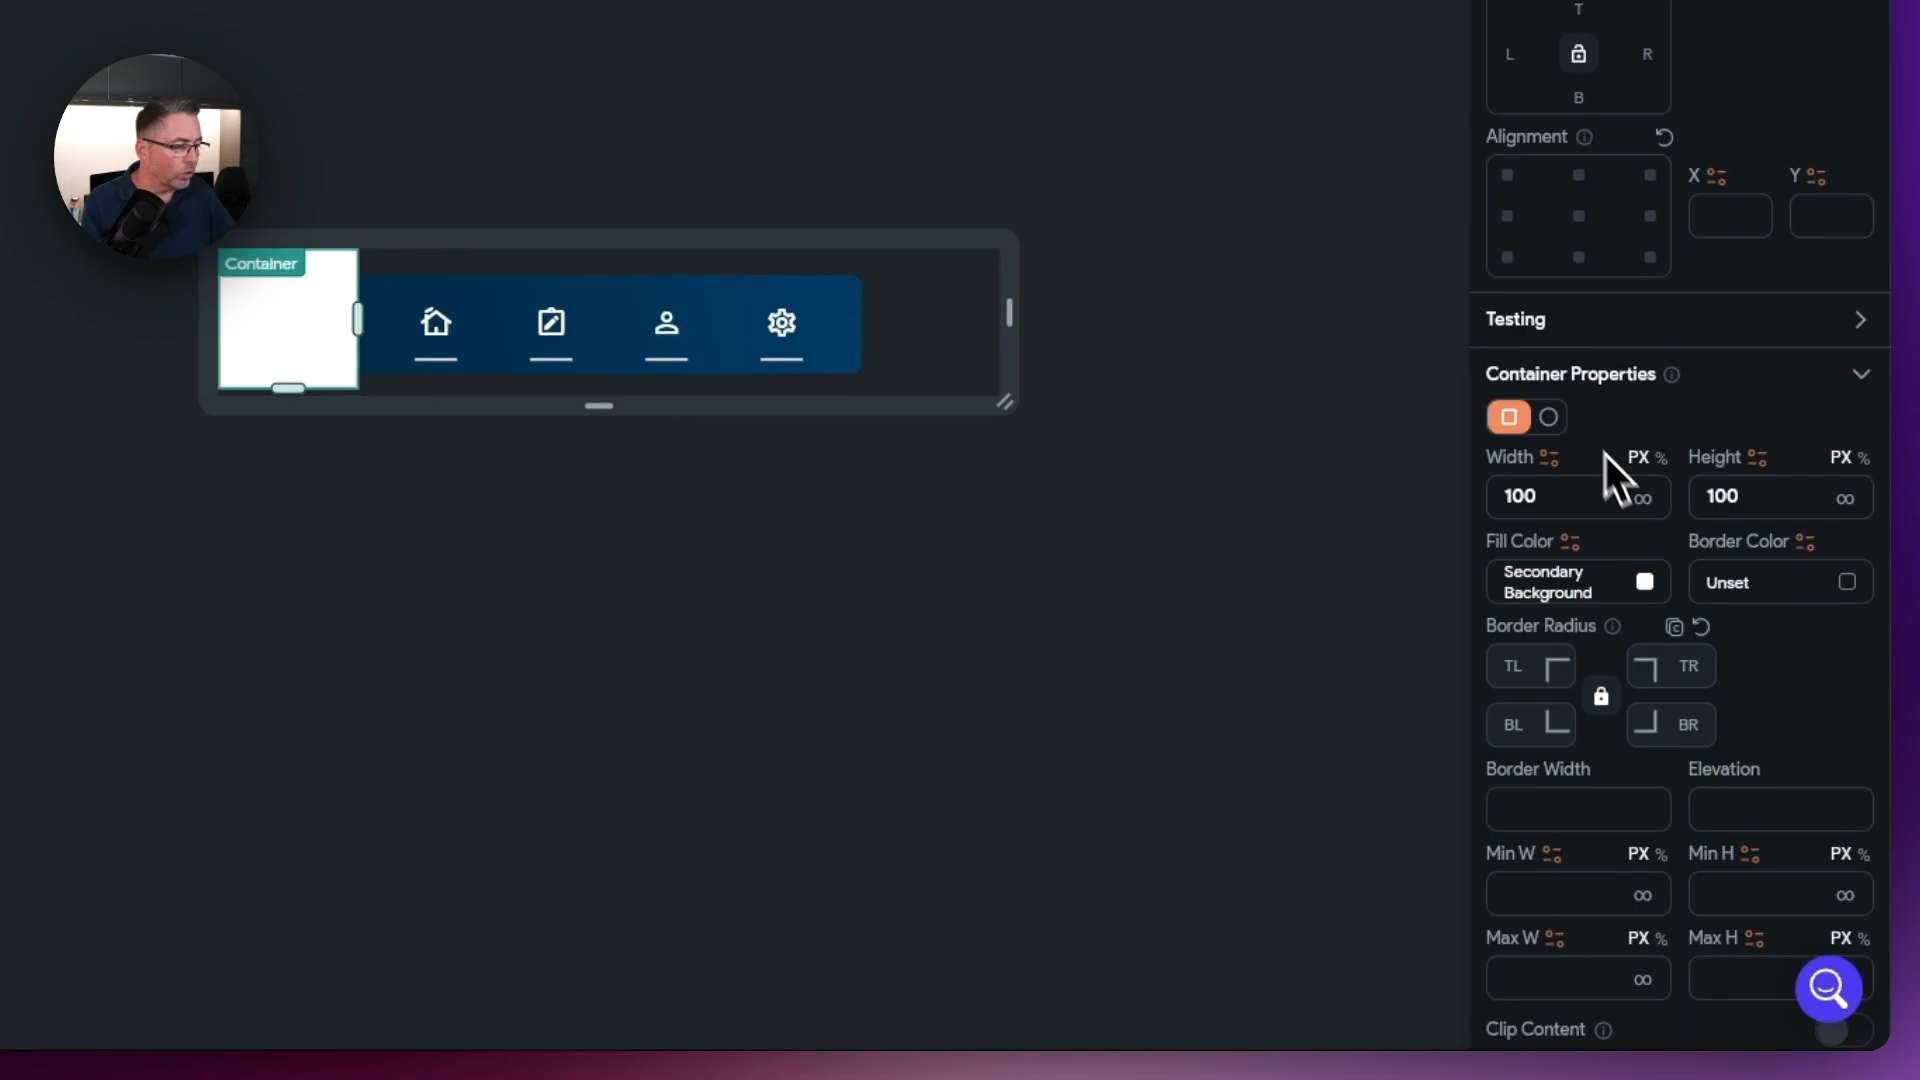 T
L
R
B
Alignment
X
Y
Container
Testing
Container Properties
Width PX % Height PX %
100 ∞ 100 ∞
Fill Color Border Color
Secondary
Background
Unset
Border Radius
TL TR
BL BR
Border Width Elevation
Min W PX % Min H PX %
∞ ∞
Max W PX % Max H PX %
∞
Clip Content